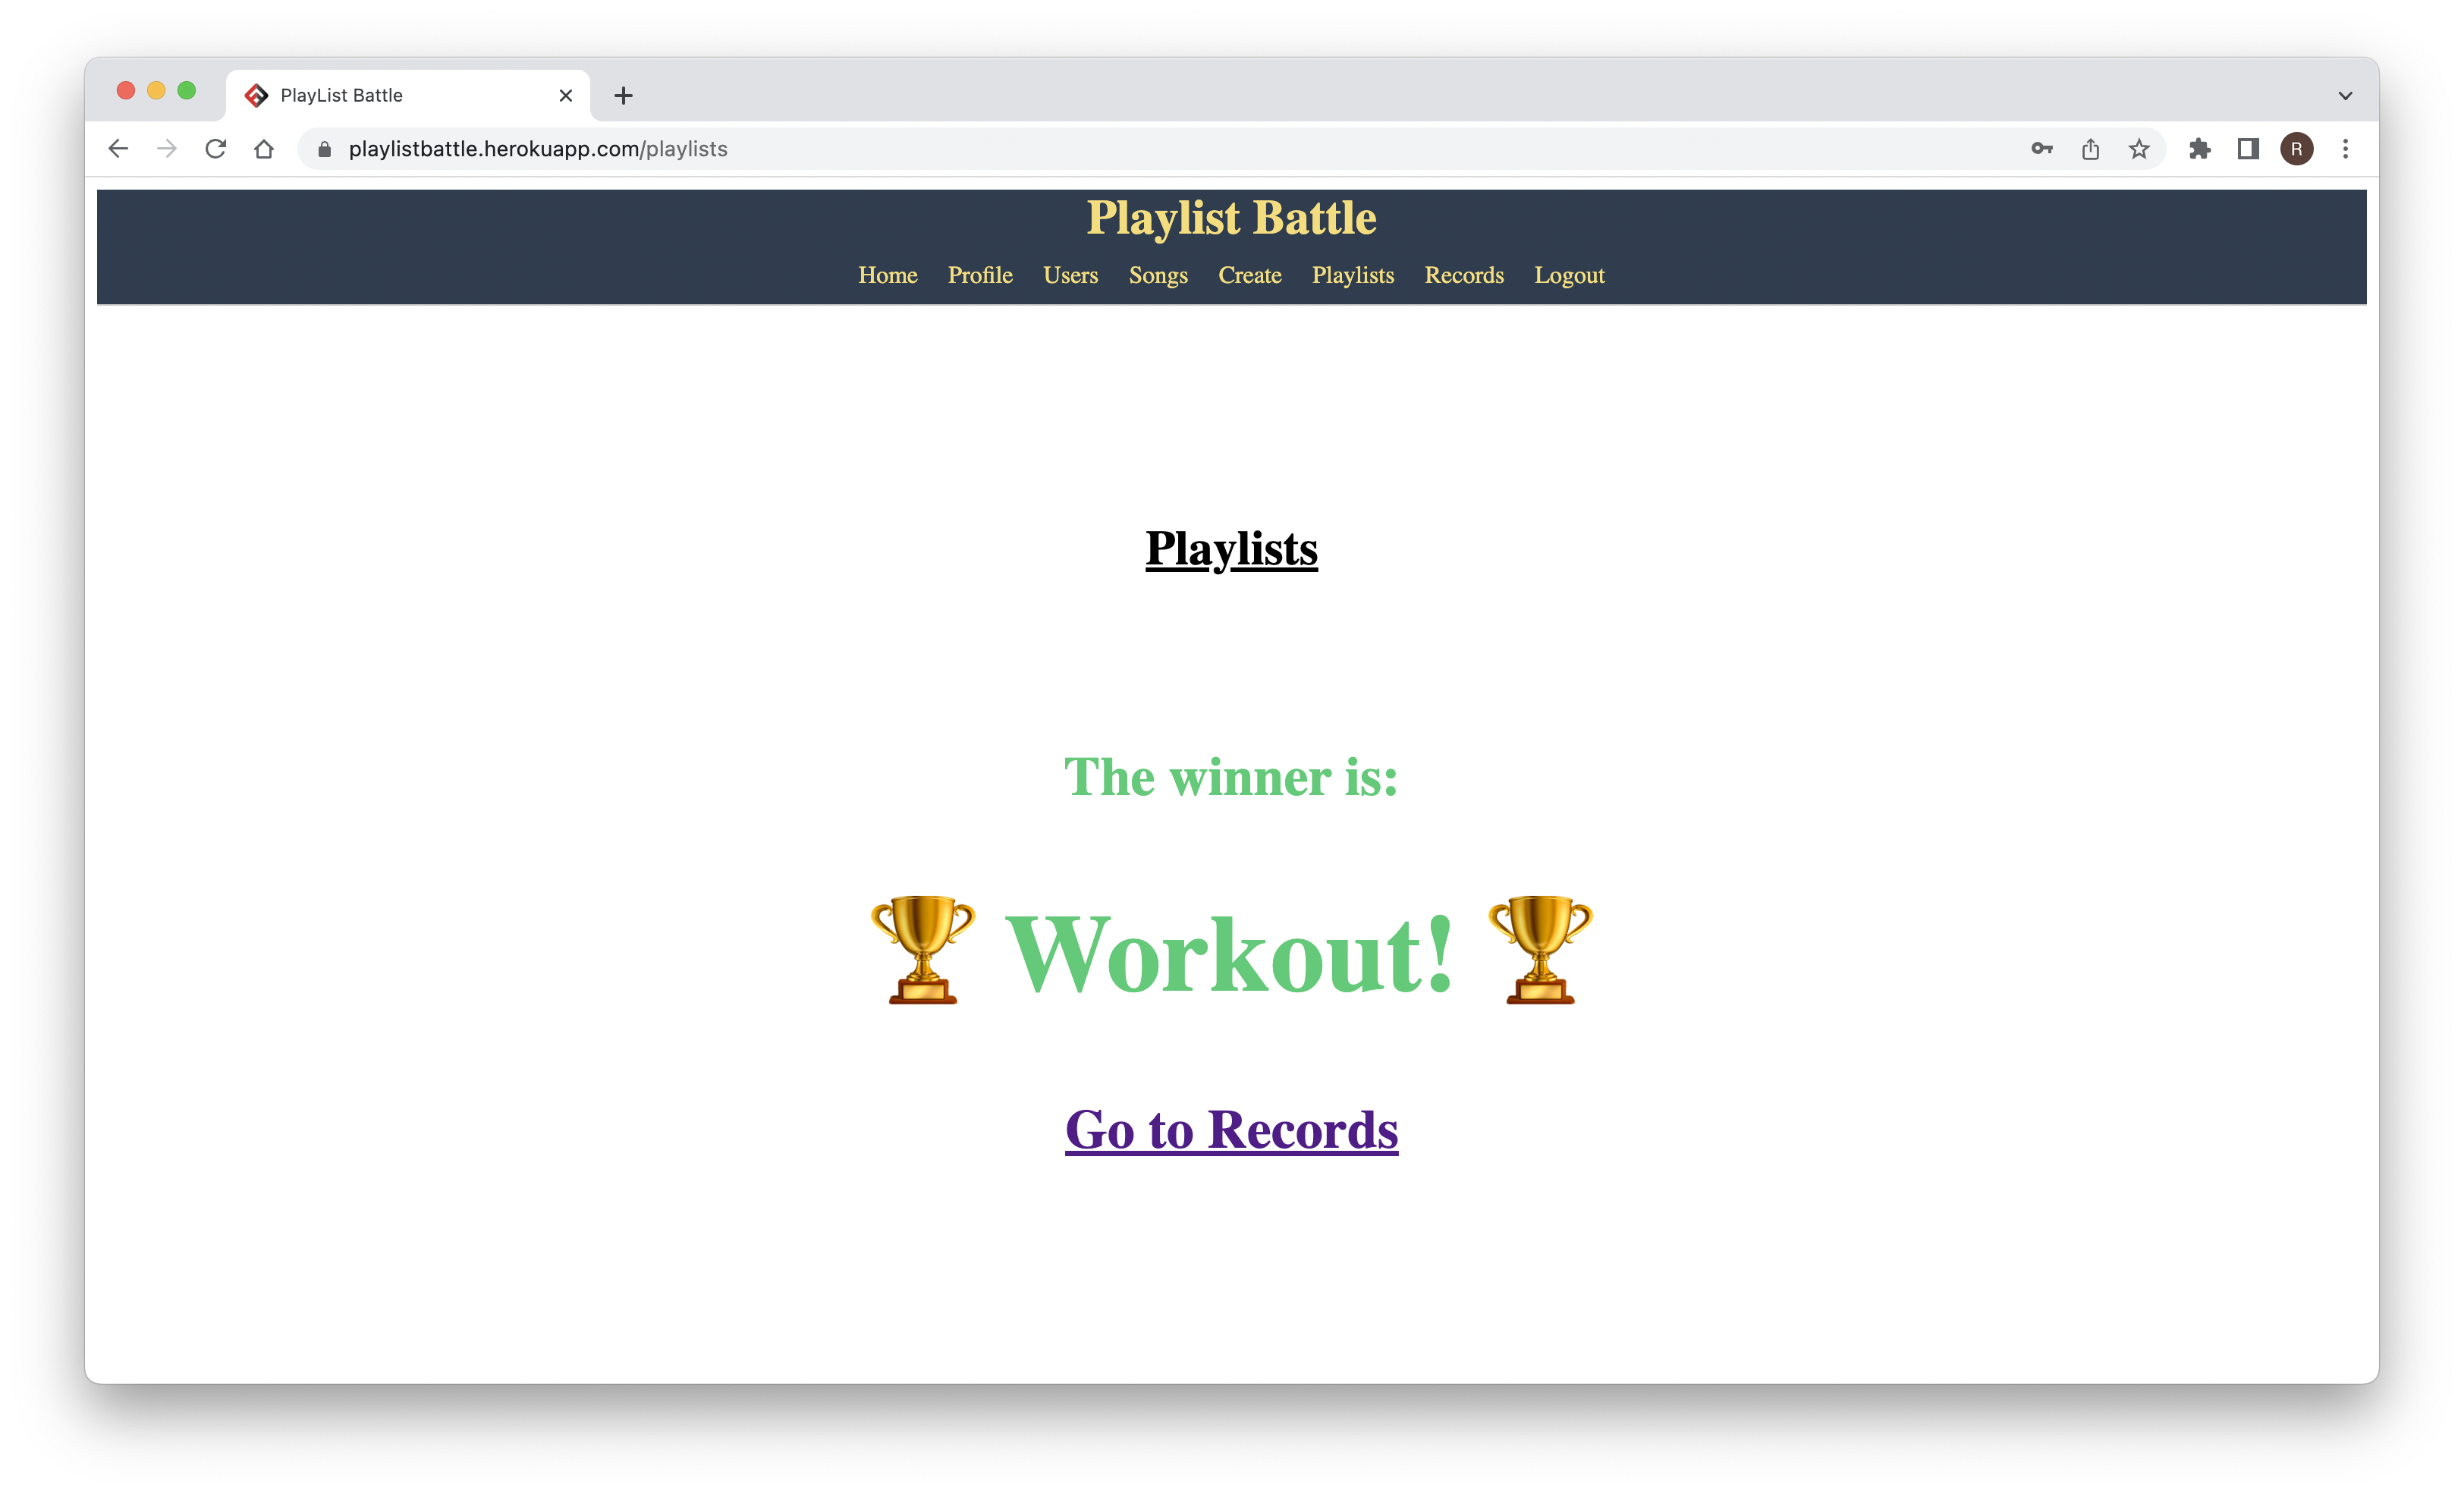 PlayList Battle
playlistbattle.herokuapp.com/playlists
R
Playlist Battle
Home Profile Users Songs Create Playlists Records Logout
Playlists
The winner is:
🏆 Workout! 🏆
Go to Records